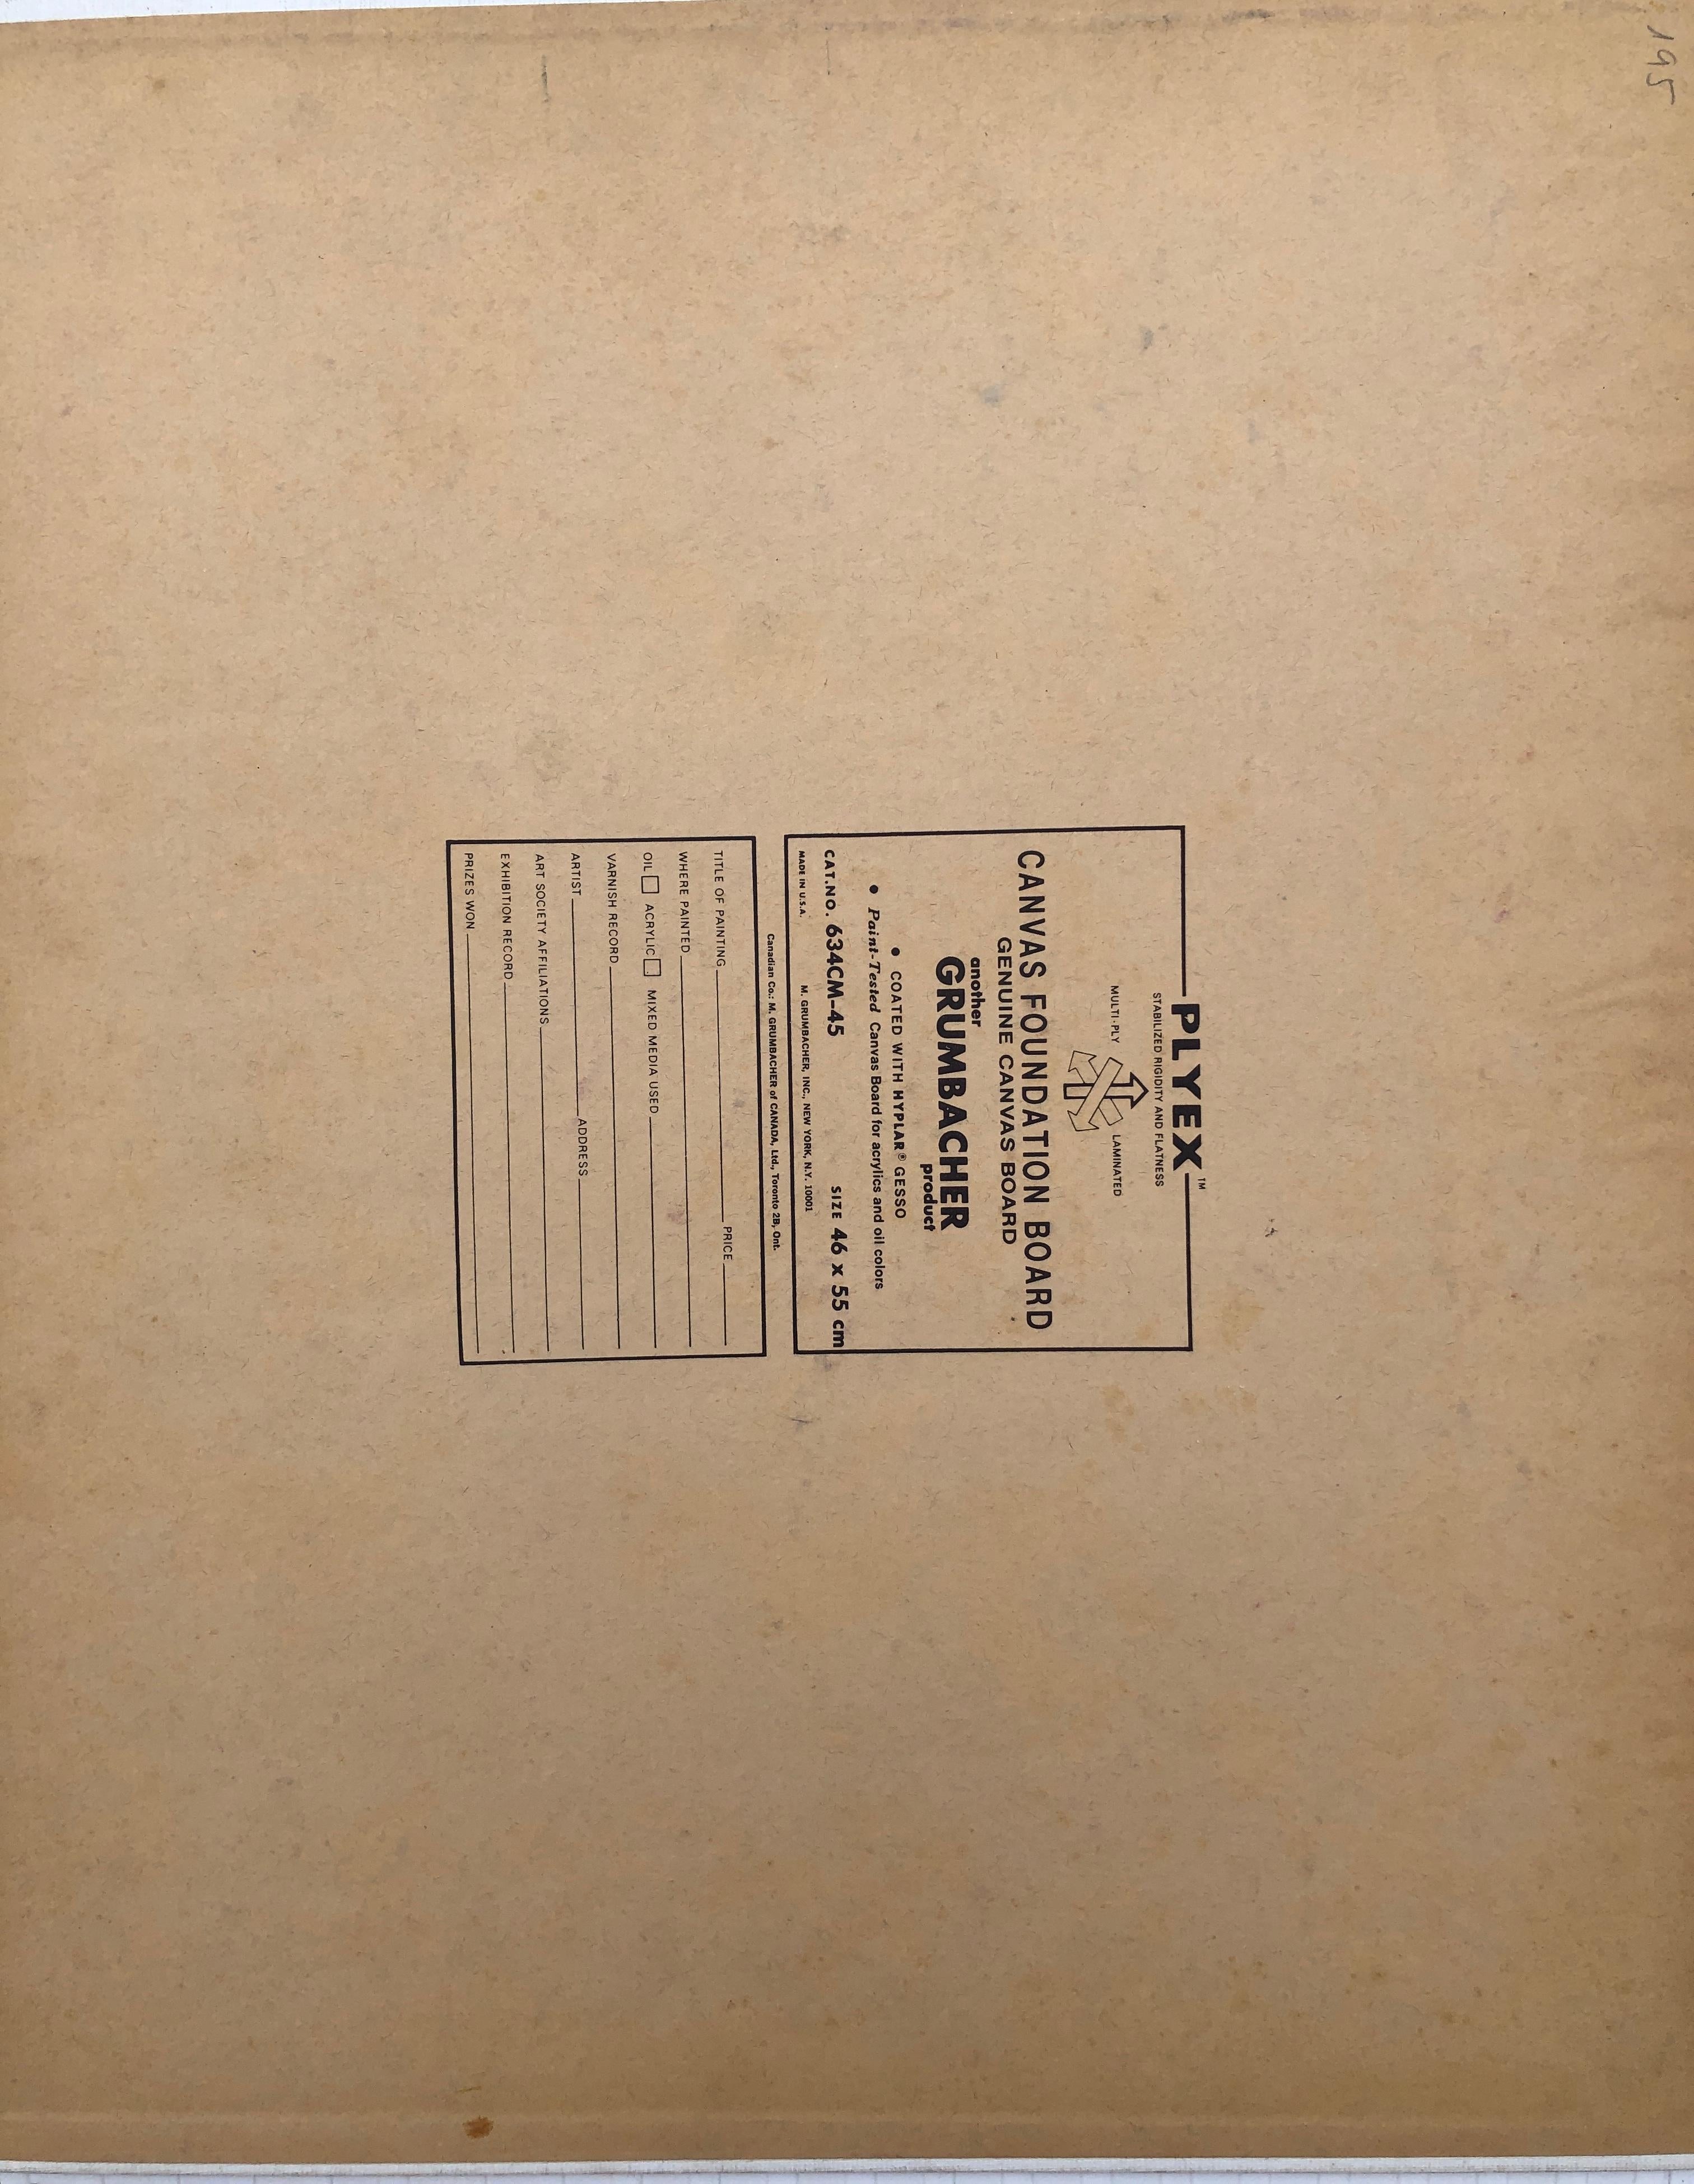 195
PLYEX™
STABILIZED RIGIDITY AND FLATNESS
MULTI-PLY LAMINATED
CANVAS FOUNDATION BOARD
GENUINE CANVAS BOARD
another
GRUMBACHER
product
• COATED WITH HYPLAR® GESSO
• Paint-Tested Canvas Board for acrylics and oil colors
CAT.NO. 634CM-45 SIZE 46 x 55 cm
MADE IN U.S.A. M. GRUMBACHER, INC., NEW YORK, N.Y. 10001
Canadian Co.: M. GRUMBACHER of CANADA, Ltd., Toronto 2B, Ont.
TITLE OF PAINTING PRICE
WHERE PAINTED
OIL ☐ ACRYLIC ☐ MIXED MEDIA USED
VARNISH RECORD
ARTIST ADDRESS
ART SOCIETY AFFILIATIONS
EXHIBITION RECORD
PRIZES WON